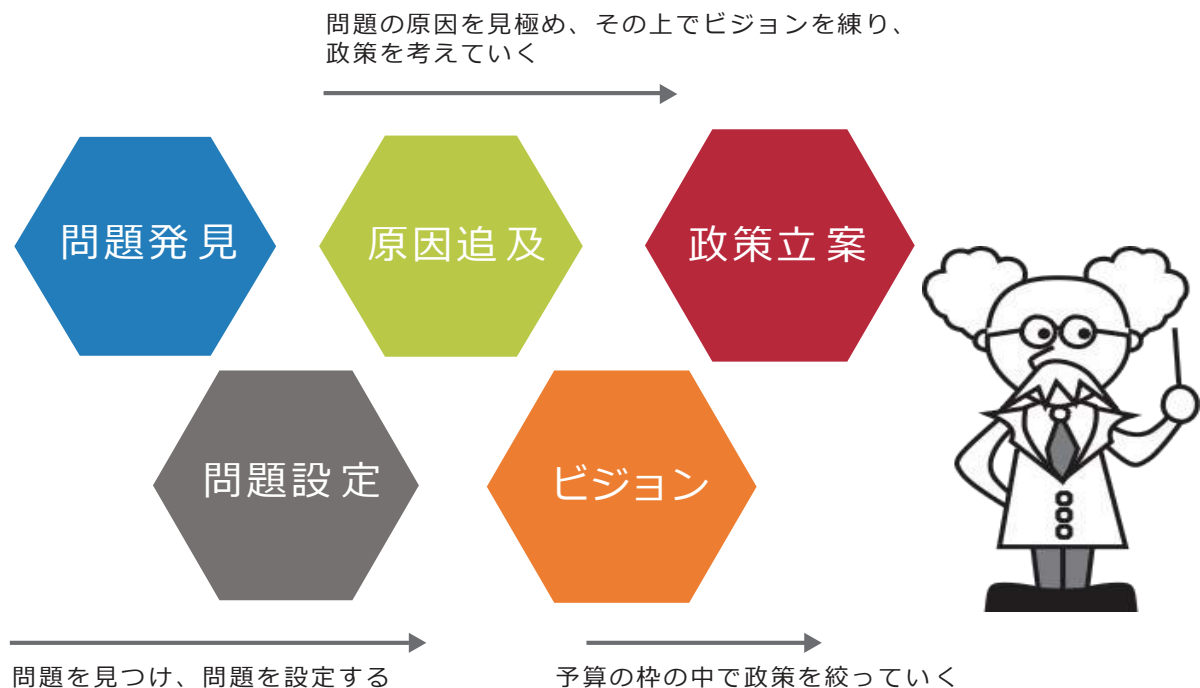 問題の原因を見極め、その上でビジョンを練り、
政策を考えていく
問題発見
原因追及
政策立案
問題設定
ビジョン
問題を見つけ、問題を設定する
予算の枠の中で政策を絞っていく